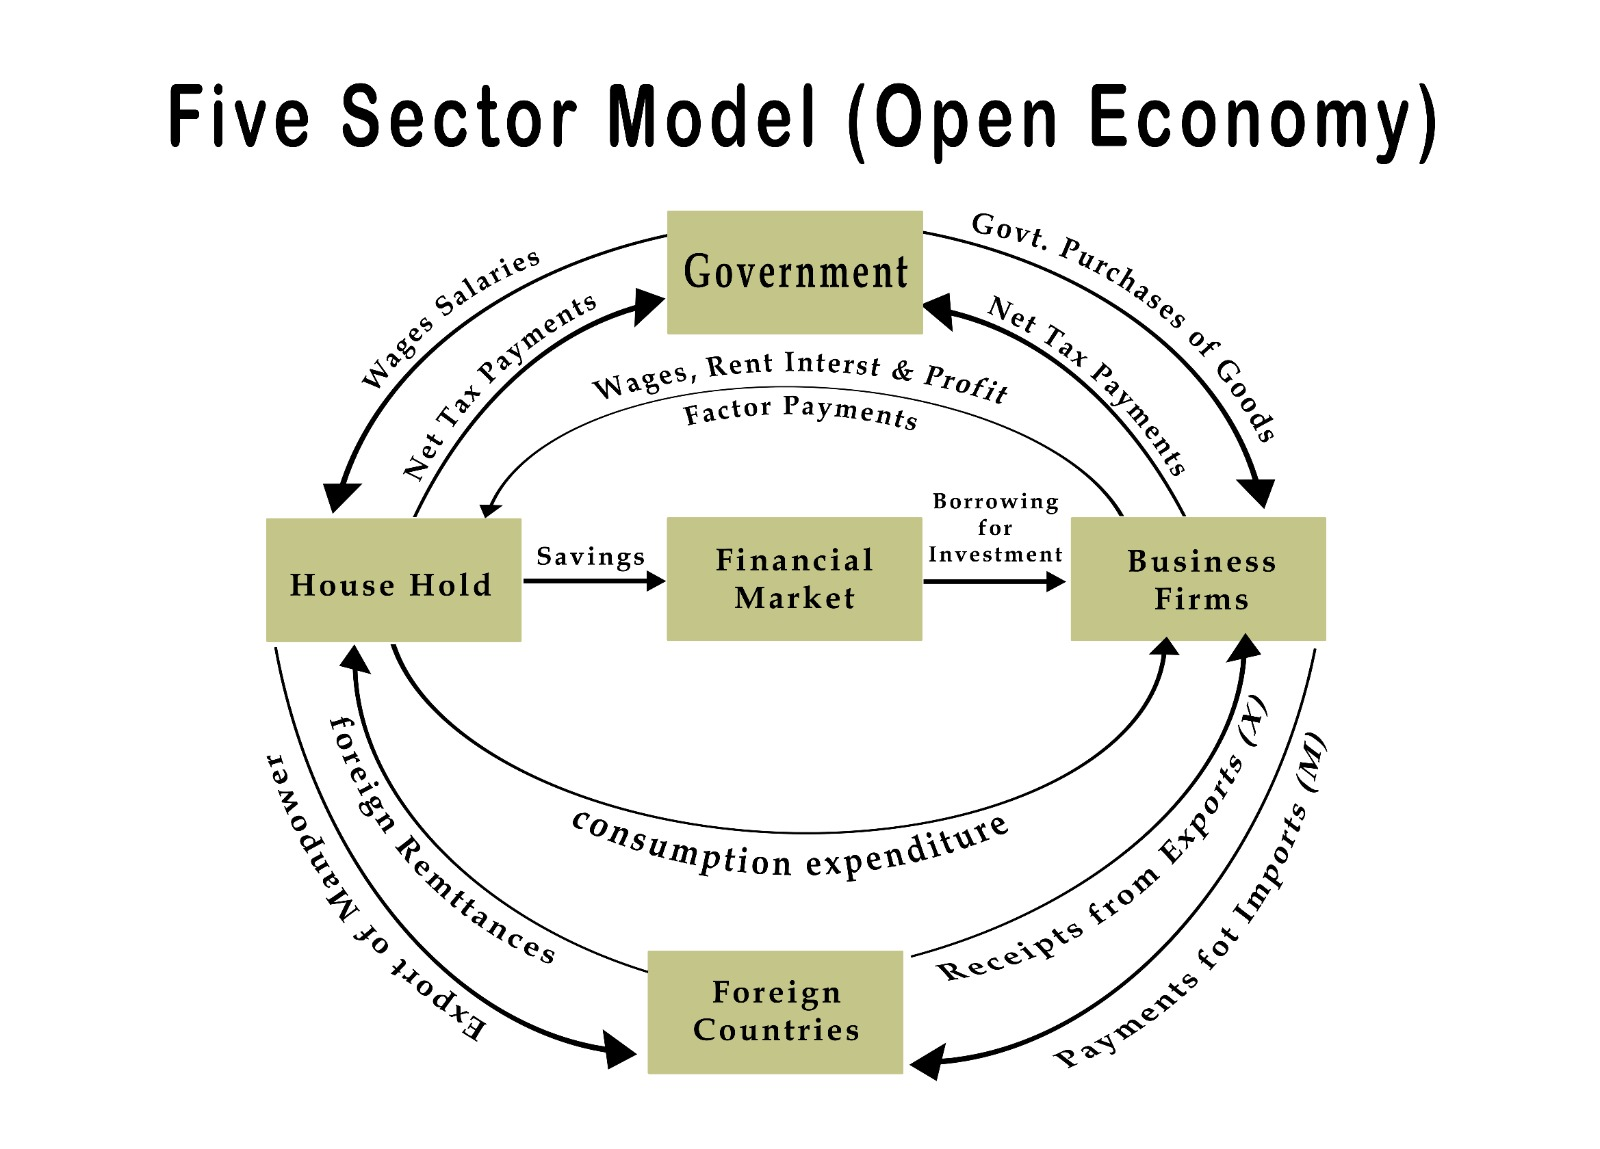 Five Sector Model (Open Economy)
Government
Wages Salaries
Net Tax Payments
Govt. Purchases of Goods
Net Tax Payments
Wages, Rent Interst & Profit
Factor Payments
House Hold
Savings
Financial
Market
Borrowing
for
Investment
Business
Firms
foreign Remttances
Export of Manpower
consumption expenditure
Receipts from Exports (X)
Payments fot Imports (M)
Foreign
Countries